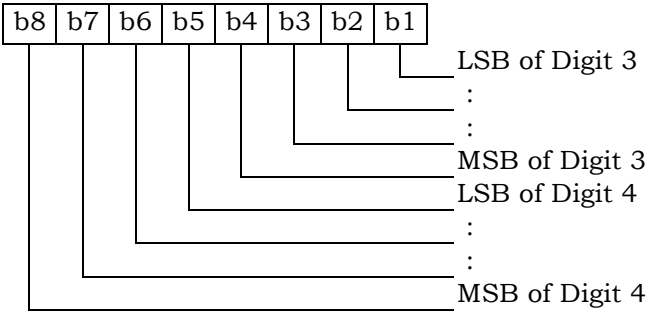 b8 b7 b6 b5 b4 b3 b2 b1
LSB of Digit 3
:
:
MSB of Digit 3
LSB of Digit 4
:
:
MSB of Digit 4